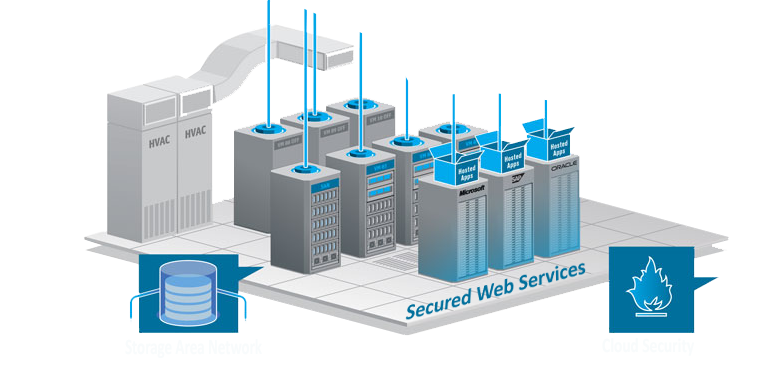 HVAC
HVAC
Hosted
Apps
Hosted
Apps
Hosted
Apps
Microsoft
SAP
ORACLE
Secured Web Services
Storage Area Network
Cloud Security